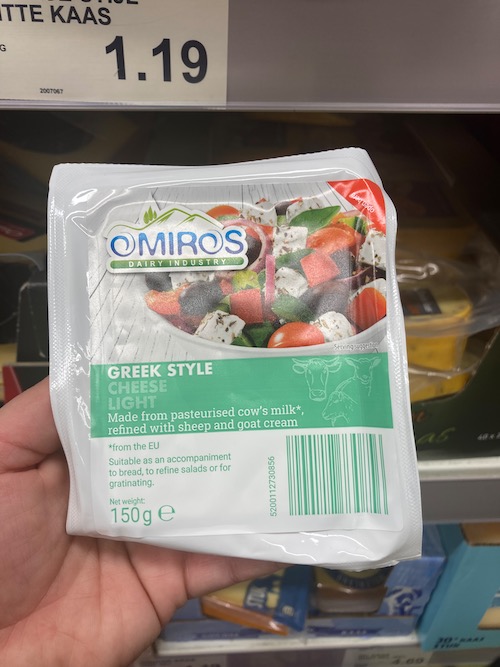 ITTE KAAS
G
1.19
2007067
OMIROS
DAIRY INDUSTRY
GREEK STYLE
CHEESE
LIGHT
Made from pasteurised cow's milk*,
refined with sheep and goat cream
*from the EU
Suitable as an accompaniment
to bread, to refine salads or for
gratinating.
Net weight:
150g e
5200112730856